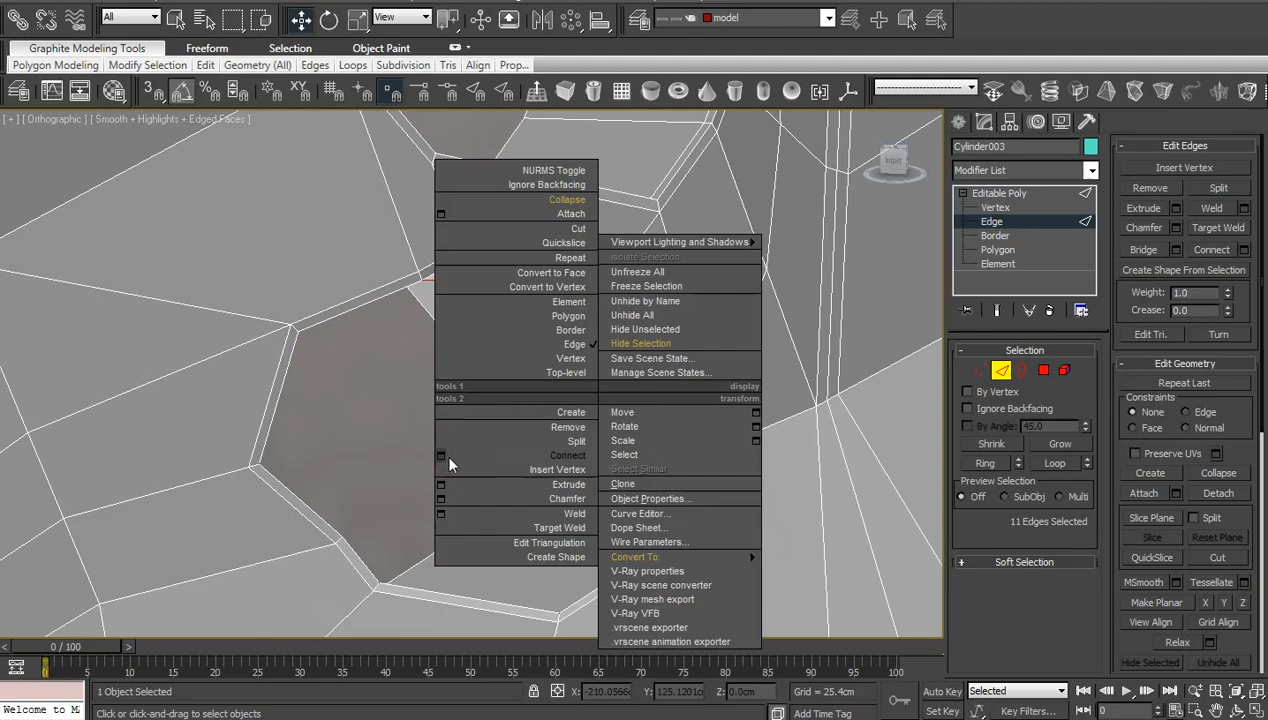 All
View
model
Graphite Modeling Tools Freeform Selection Object Paint
Polygon Modeling Modify Selection Edit Geometry (All) Edges Loops Subdivision Tris Align Prop...
3 % XY
[ + ] [ Orthographic ] [ Smooth + Highlights + Edged Faces ]
RIGHT
NURMS Toggle
Ignore Backfacing
Collapse
Attach
Cut
Quickslice
Repeat
Convert to Face
Convert to Vertex
Element
Polygon
Border
Edge
Vertex
Top-level
tools 1
tools 2
Create
Remove
Split
Connect
Insert Vertex
Extrude
Chamfer
Weld
Target Weld
Edit Triangulation
Create Shape
Viewport Lighting and Shadows
Isolate Selection
Unfreeze All
Freeze Selection
Unhide by Name
Unhide All
Hide Unselected
Hide Selection
Save Scene State...
Manage Scene States...
display
transform
Move
Rotate
Scale
Select
Select Similar
Clone
Object Properties...
Curve Editor...
Dope Sheet...
Wire Parameters...
Convert To:
V-Ray properties
V-Ray scene converter
V-Ray mesh export
V-Ray VFB
.vrscene exporter
.vrscene animation exporter
Cylinder003
Modifier List
Editable Poly
Vertex
Edge
Border
Polygon
Element
- Selection
By Vertex
Ignore Backfacing
By Angle: 45.0
Shrink Grow
Ring Loop
Preview Selection
Off SubObj Multi
11 Edges Selected
+ Soft Selection
- Edit Edges
Insert Vertex
Remove Split
Extrude Weld
Chamfer Target Weld
Bridge Connect
Create Shape From Selection
Weight: 1.0
Crease: 0.0
Edit Tri. Turn
- Edit Geometry
Repeat Last
Constraints
None Edge
Face Normal
Preserve UVs
Create Collapse
Attach Detach
Slice Plane Split
Slice Reset Plane
QuickSlice Cut
MSmooth Tessellate
Make Planar X Y Z
View Align Grid Align
Relax
Hide Selected Unhide All
< 0 / 100 >
0 5 10 15 20 25 30 35 40 45 50 55 60 65 70 75 80 85 90 95 100
1 Object Selected X: -210.0566 Y: 125.1201c Z: 0.0cm Grid = 25.4cm Auto Key Selected
Welcome to M Click or click-and-drag to select objects Add Time Tag Set Key Key Filters... 0